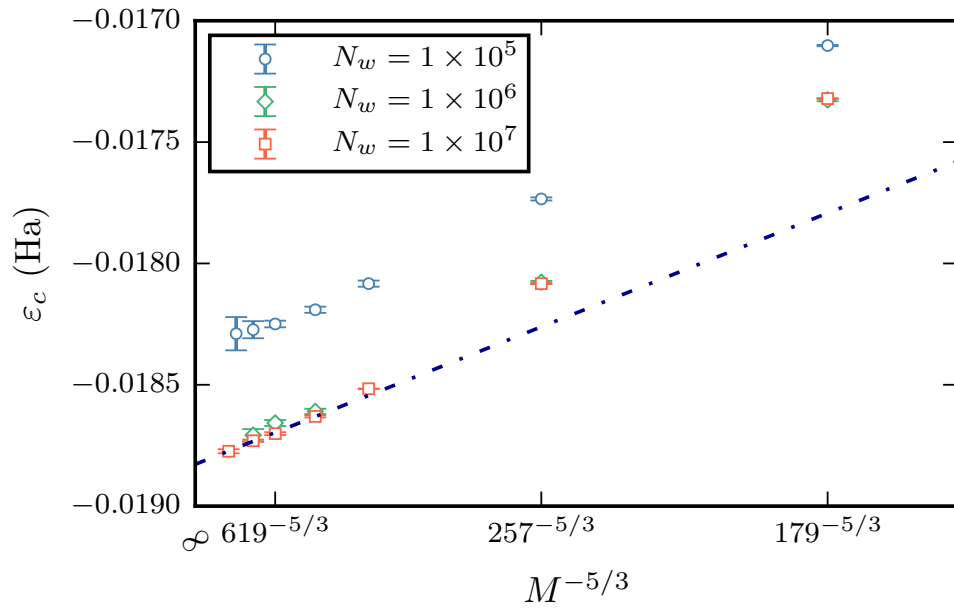 −0.0170
−0.0175
−0.0180
−0.0185
−0.0190
ε_c (Ha)
N_w = 1 × 10^5
N_w = 1 × 10^6
N_w = 1 × 10^7
∞ 619^{−5/3} 257^{−5/3} 179^{−5/3}
M^{−5/3}